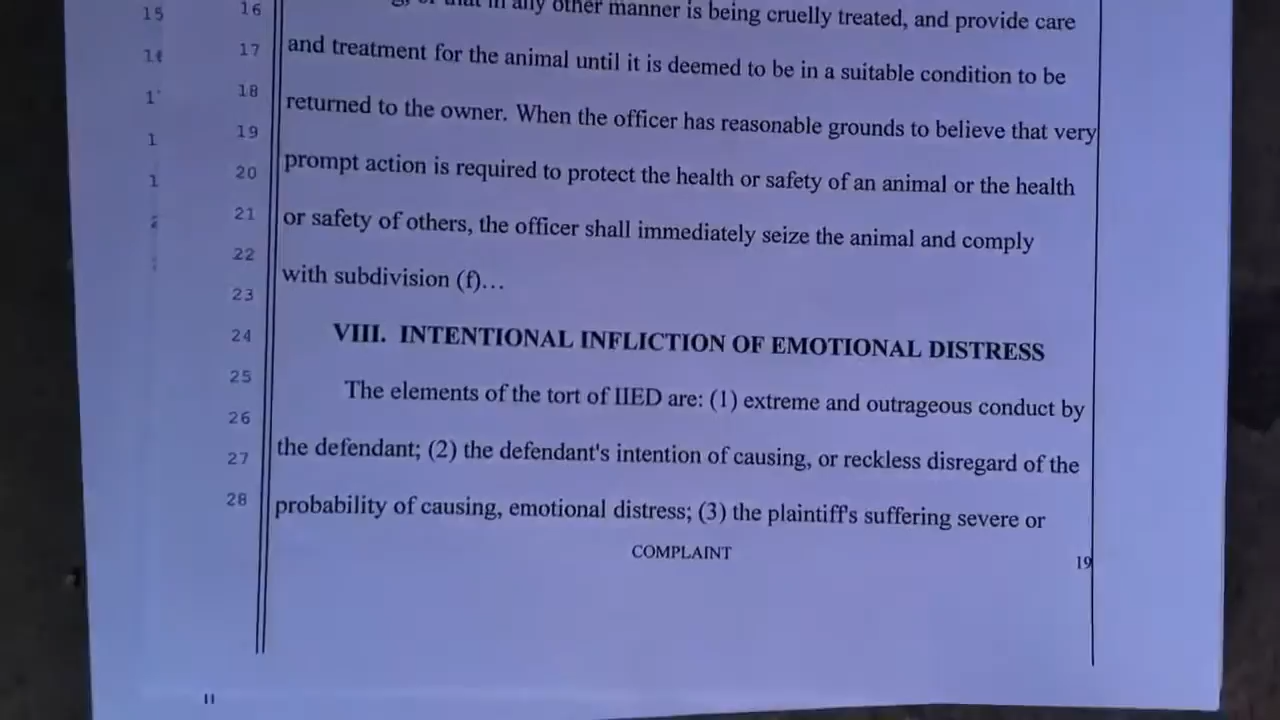 that in any other manner is being cruelly treated, and provide care
and treatment for the animal until it is deemed to be in a suitable condition to be
returned to the owner. When the officer has reasonable grounds to believe that very
prompt action is required to protect the health or safety of an animal or the health
or safety of others, the officer shall immediately seize the animal and comply
with subdivision (f)...
VIII. INTENTIONAL INFLICTION OF EMOTIONAL DISTRESS
The elements of the tort of IIED are: (1) extreme and outrageous conduct by
the defendant; (2) the defendant's intention of causing, or reckless disregard of the
probability of causing, emotional distress; (3) the plaintiff's suffering severe or
COMPLAINT
19
15
16
17
18
19
20
21
22
23
24
25
26
27
28